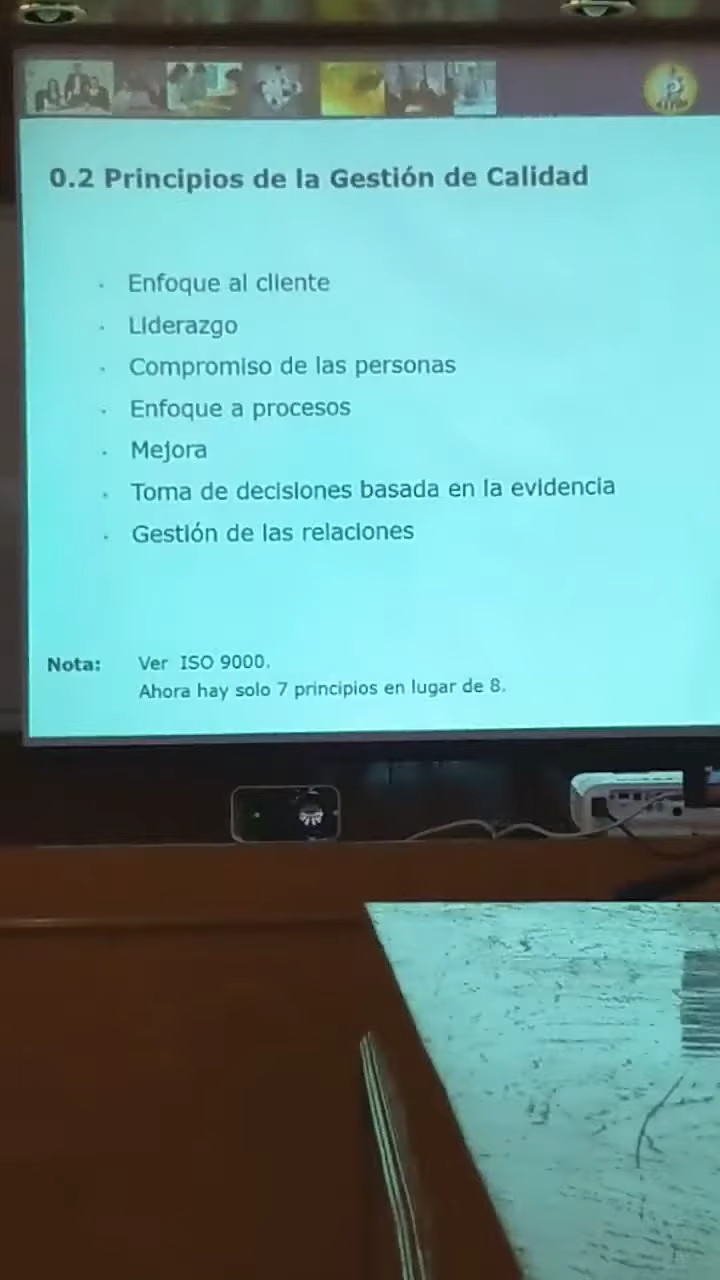 0.2 Principios de la Gestión de Calidad
· Enfoque al cliente
· Liderazgo
· Compromiso de las personas
· Enfoque a procesos
· Mejora
· Toma de decisiones basada en la evidencia
· Gestión de las relaciones
Nota: Ver ISO 9000.
Ahora hay solo 7 principios en lugar de 8.